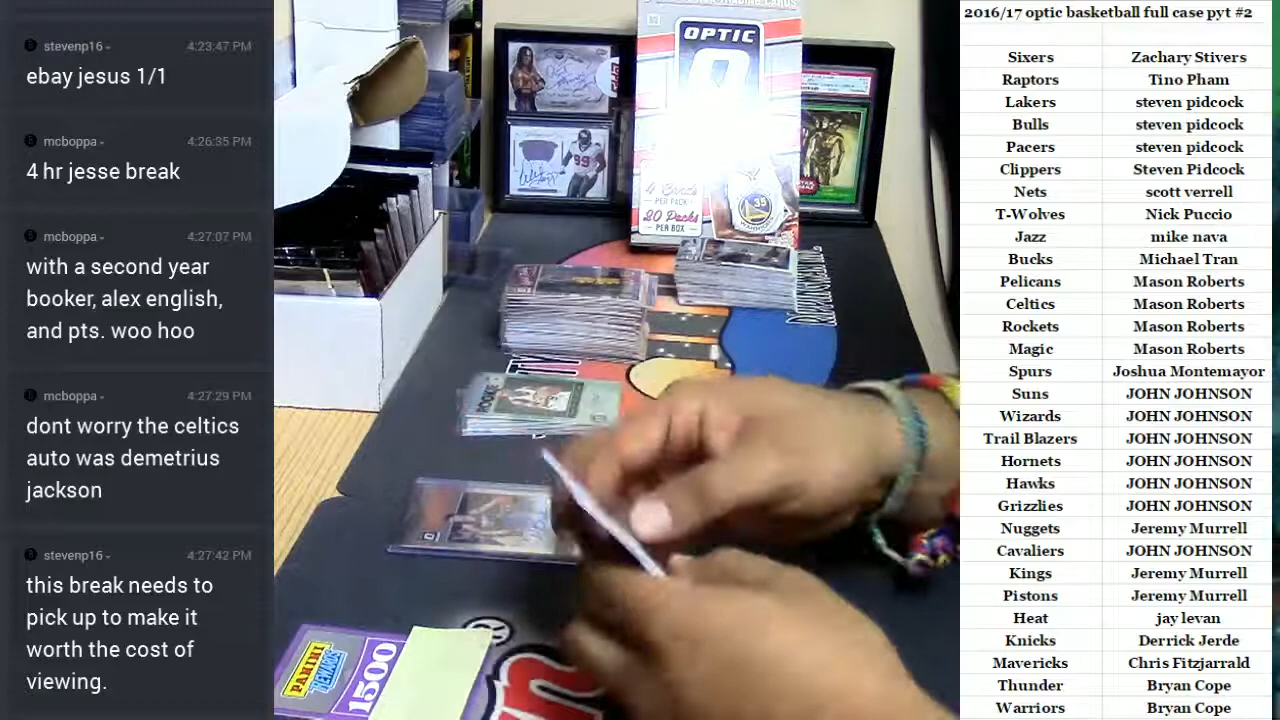 stevenp16 4:23:47 PM
ebay jesus 1/1
mcboppa 4:26:35 PM
4 hr jesse break
mcboppa 4:27:07 PM
with a second year
booker, alex english,
and pts. woo hoo
mcboppa 4:27:29 PM
dont worry the celtics
auto was demetrius
jackson
stevenp16 4:27:42 PM
this break needs to
pick up to make it
worth the cost of
viewing.
OPTIC
4 Cards
PER PACK
20 Packs
PER BOX
35
WARRIORS
99
ROOKIE
PANINI
REWARDS
1500
2016/17 optic basketball full case pyt #2
Sixers Zachary Stivers
Raptors Tino Pham
Lakers steven pidcock
Bulls steven pidcock
Pacers steven pidcock
Clippers Steven Pidcock
Nets scott verrell
T-Wolves Nick Puccio
Jazz mike nava
Bucks Michael Tran
Pelicans Mason Roberts
Celtics Mason Roberts
Rockets Mason Roberts
Magic Mason Roberts
Spurs Joshua Montemayor
Suns JOHN JOHNSON
Wizards JOHN JOHNSON
Trail Blazers JOHN JOHNSON
Hornets JOHN JOHNSON
Hawks JOHN JOHNSON
Grizzlies JOHN JOHNSON
Nuggets Jeremy Murrell
Cavaliers JOHN JOHNSON
Kings Jeremy Murrell
Pistons Jeremy Murrell
Heat jay levan
Knicks Derrick Jerde
Mavericks Chris Fitzjarrald
Thunder Bryan Cope
Warriors Bryan Cope